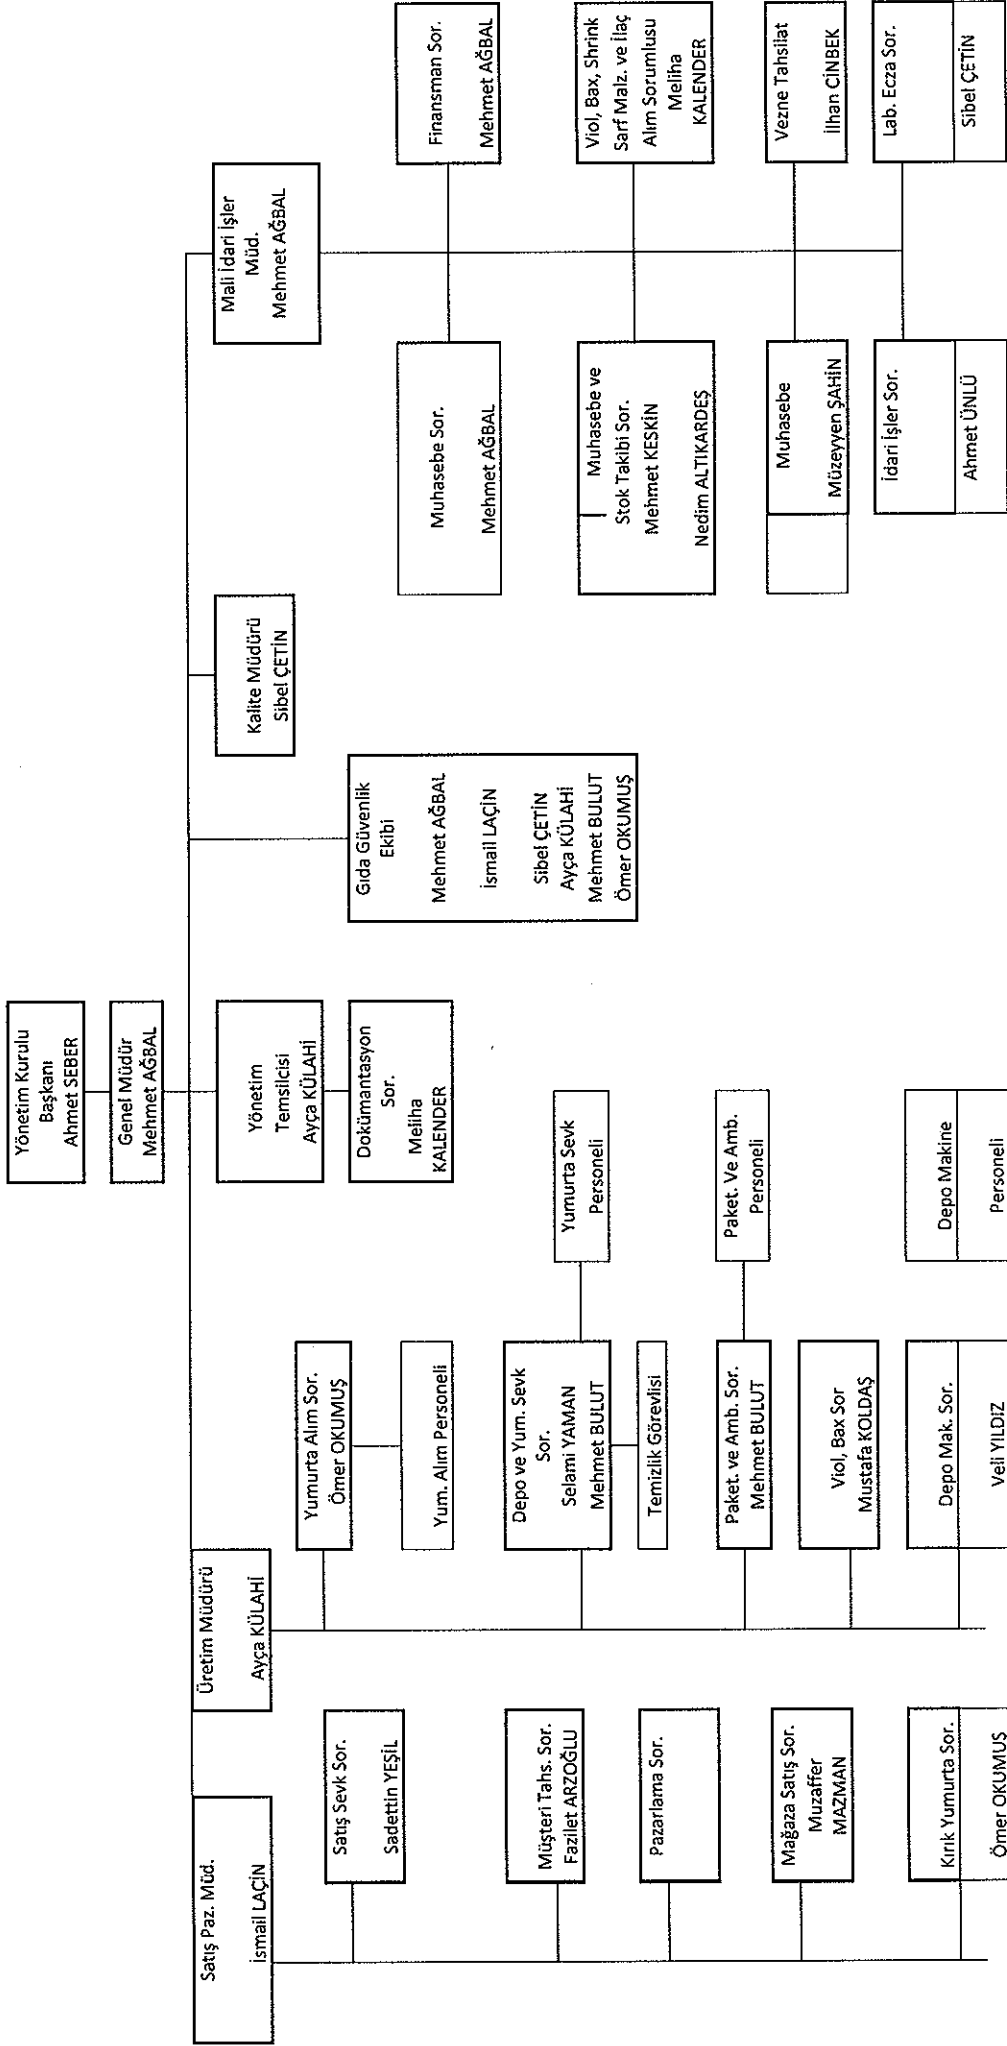 Yönetim Kurulu
Başkanı
Ahmet SEBER
Genel Müdür
Mehmet AĞBAL
Satış Paz. Müd.
İsmail LAÇİN
Üretim Müdürü
Ayça KÜLAHİ
Yönetim
Temsilcisi
Ayça KÜLAHİ
Kalite Müdürü
Sibel ÇETİN
Mali İdari İşler
Müd.
Mehmet AĞBAL
Dokümantasyon
Sor.
Meliha
KALENDER
Gıda Güvenlik
Ekibi
Mehmet AĞBAL
İsmail LAÇİN
Sibel ÇETİN
Ayça KÜLAHİ
Mehmet BULUT
Ömer OKUMUŞ
Satış Sevk Sor.
Sadettin YEŞİL
Müşteri Tahs. Sor.
Fazilet ARZOĞLU
Pazarlama Sor.
Mağaza Satış Sor.
Muzaffer
MAZMAN
Kırık Yumurta Sor.
Ömer OKUMUŞ
Yumurta Alım Sor.
Ömer OKUMUŞ
Yum. Alım Personeli
Depo ve Yum. Sevk
Sor.
Selami YAMAN
Mehmet BULUT
Yumurta Sevk
Personeli
Temizlik Görevlisi
Paket. ve Amb. Sor.
Mehmet BULUT
Paket. Ve Amb.
Personeli
Viol, Bax Sor
Mustafa KOLDAŞ
Depo Mak. Sor.
Veli YILDIZ
Depo Makine
Personeli
Muhasebe Sor.
Mehmet AĞBAL
Finansman Sor.
Mehmet AĞBAL
Muhasebe ve
Stok Takibi Sor.
Mehmet KESKİN
Nedim ALTIKARDEŞ
Viol, Bax, Shrink
Sarf Malz. ve İlaç
Alım Sorumlusu
Meliha
KALENDER
Muhasebe
Müzeyyen ŞAHİN
Vezne Tahsilat
İlhan CİNBEK
İdari İşler Sor.
Ahmet ÜNLÜ
Lab. Ecza Sor.
Sibel ÇETİN